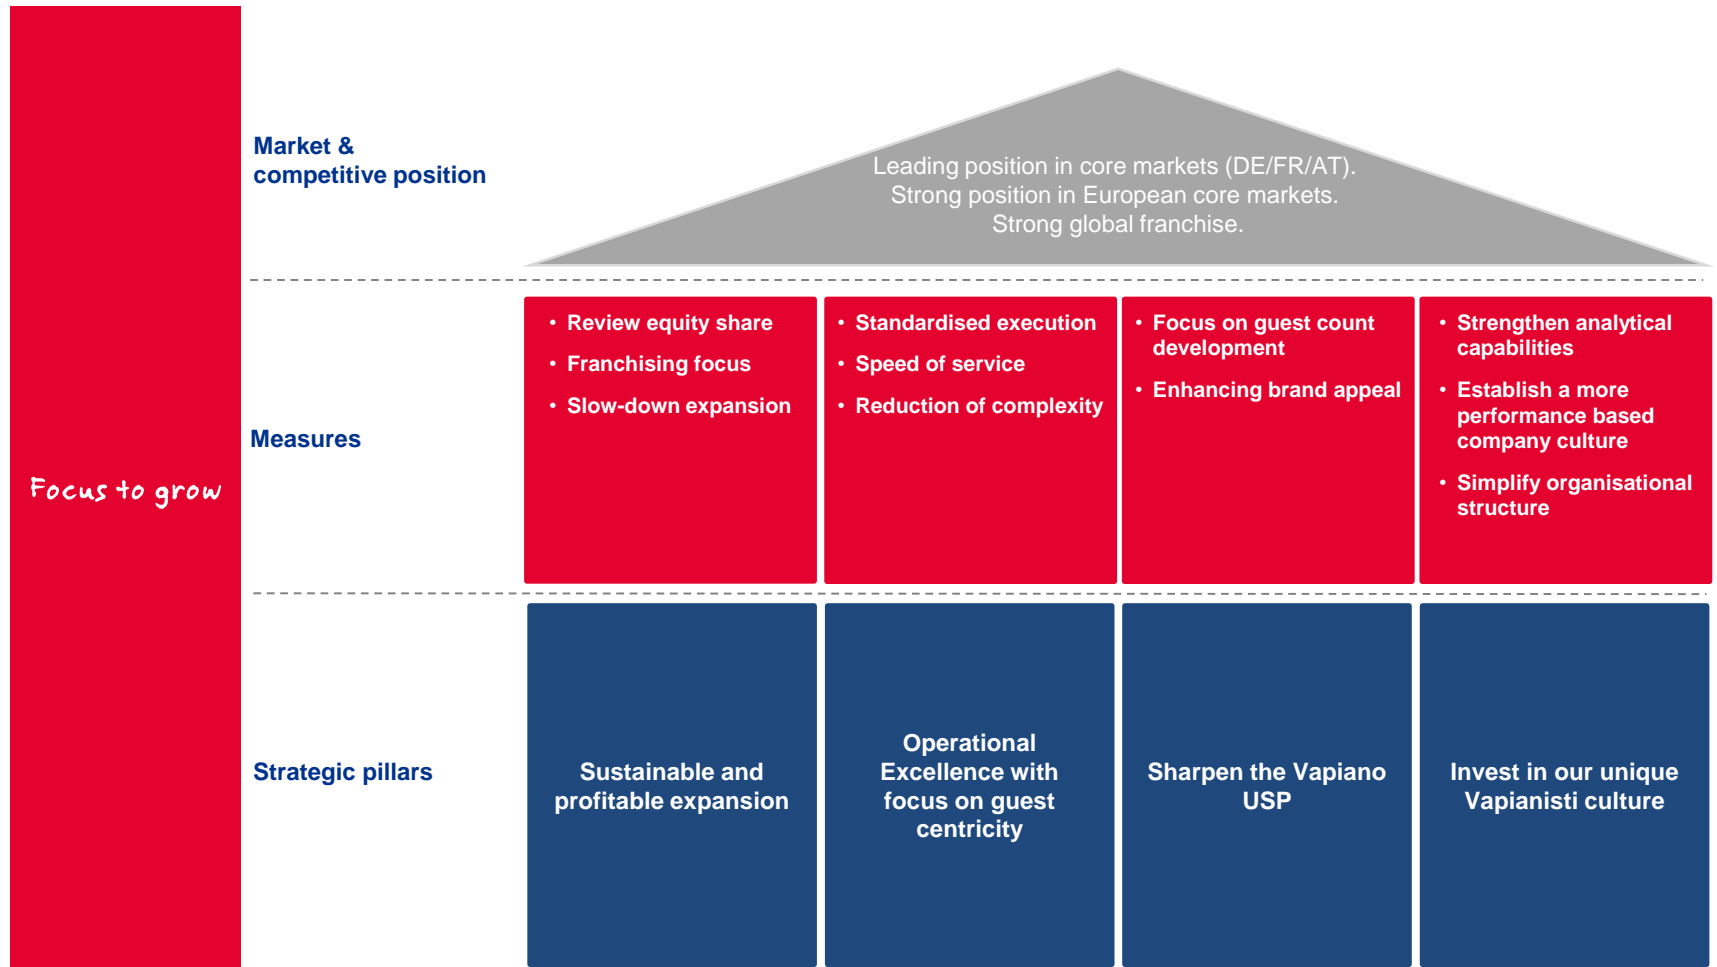 Focus to grow
Market &
competitive position
Leading position in core markets (DE/FR/AT).
Strong position in European core markets.
Strong global franchise.
Measures
• Review equity share
• Franchising focus
• Slow-down expansion
• Standardised execution
• Speed of service
• Reduction of complexity
• Focus on guest count
development
• Enhancing brand appeal
• Strengthen analytical
capabilities
• Establish a more
performance based
company culture
• Simplify organisational
structure
Strategic pillars
Sustainable and
profitable expansion
Operational
Excellence with
focus on guest
centricity
Sharpen the Vapiano
USP
Invest in our unique
Vapianisti culture